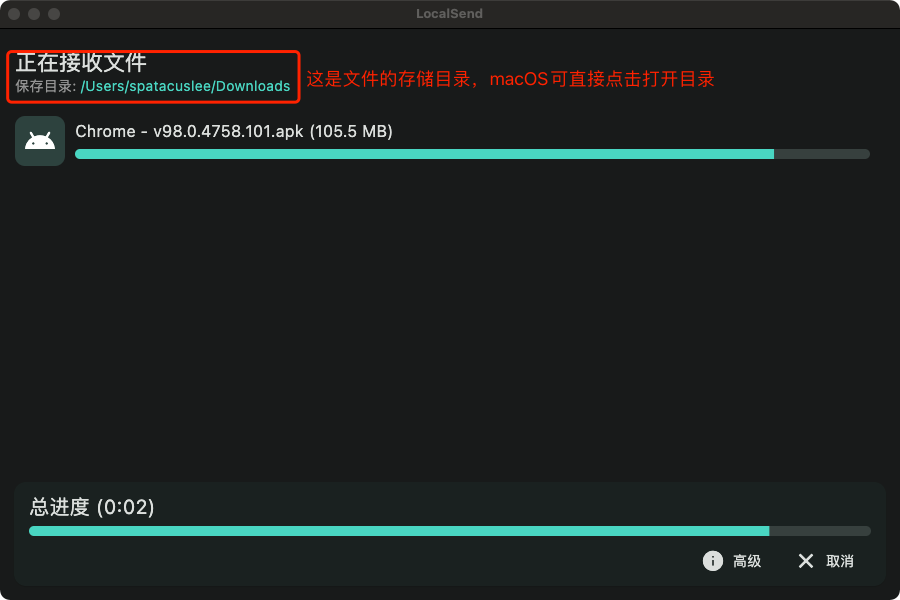 LocalSend
正在接收文件
保存目录: /Users/spatacuslee/Downloads
这是文件的存储目录，macOS可直接点击打开目录
Chrome - v98.0.4758.101.apk (105.5 MB)
总进度 (0:02)
高级
取消